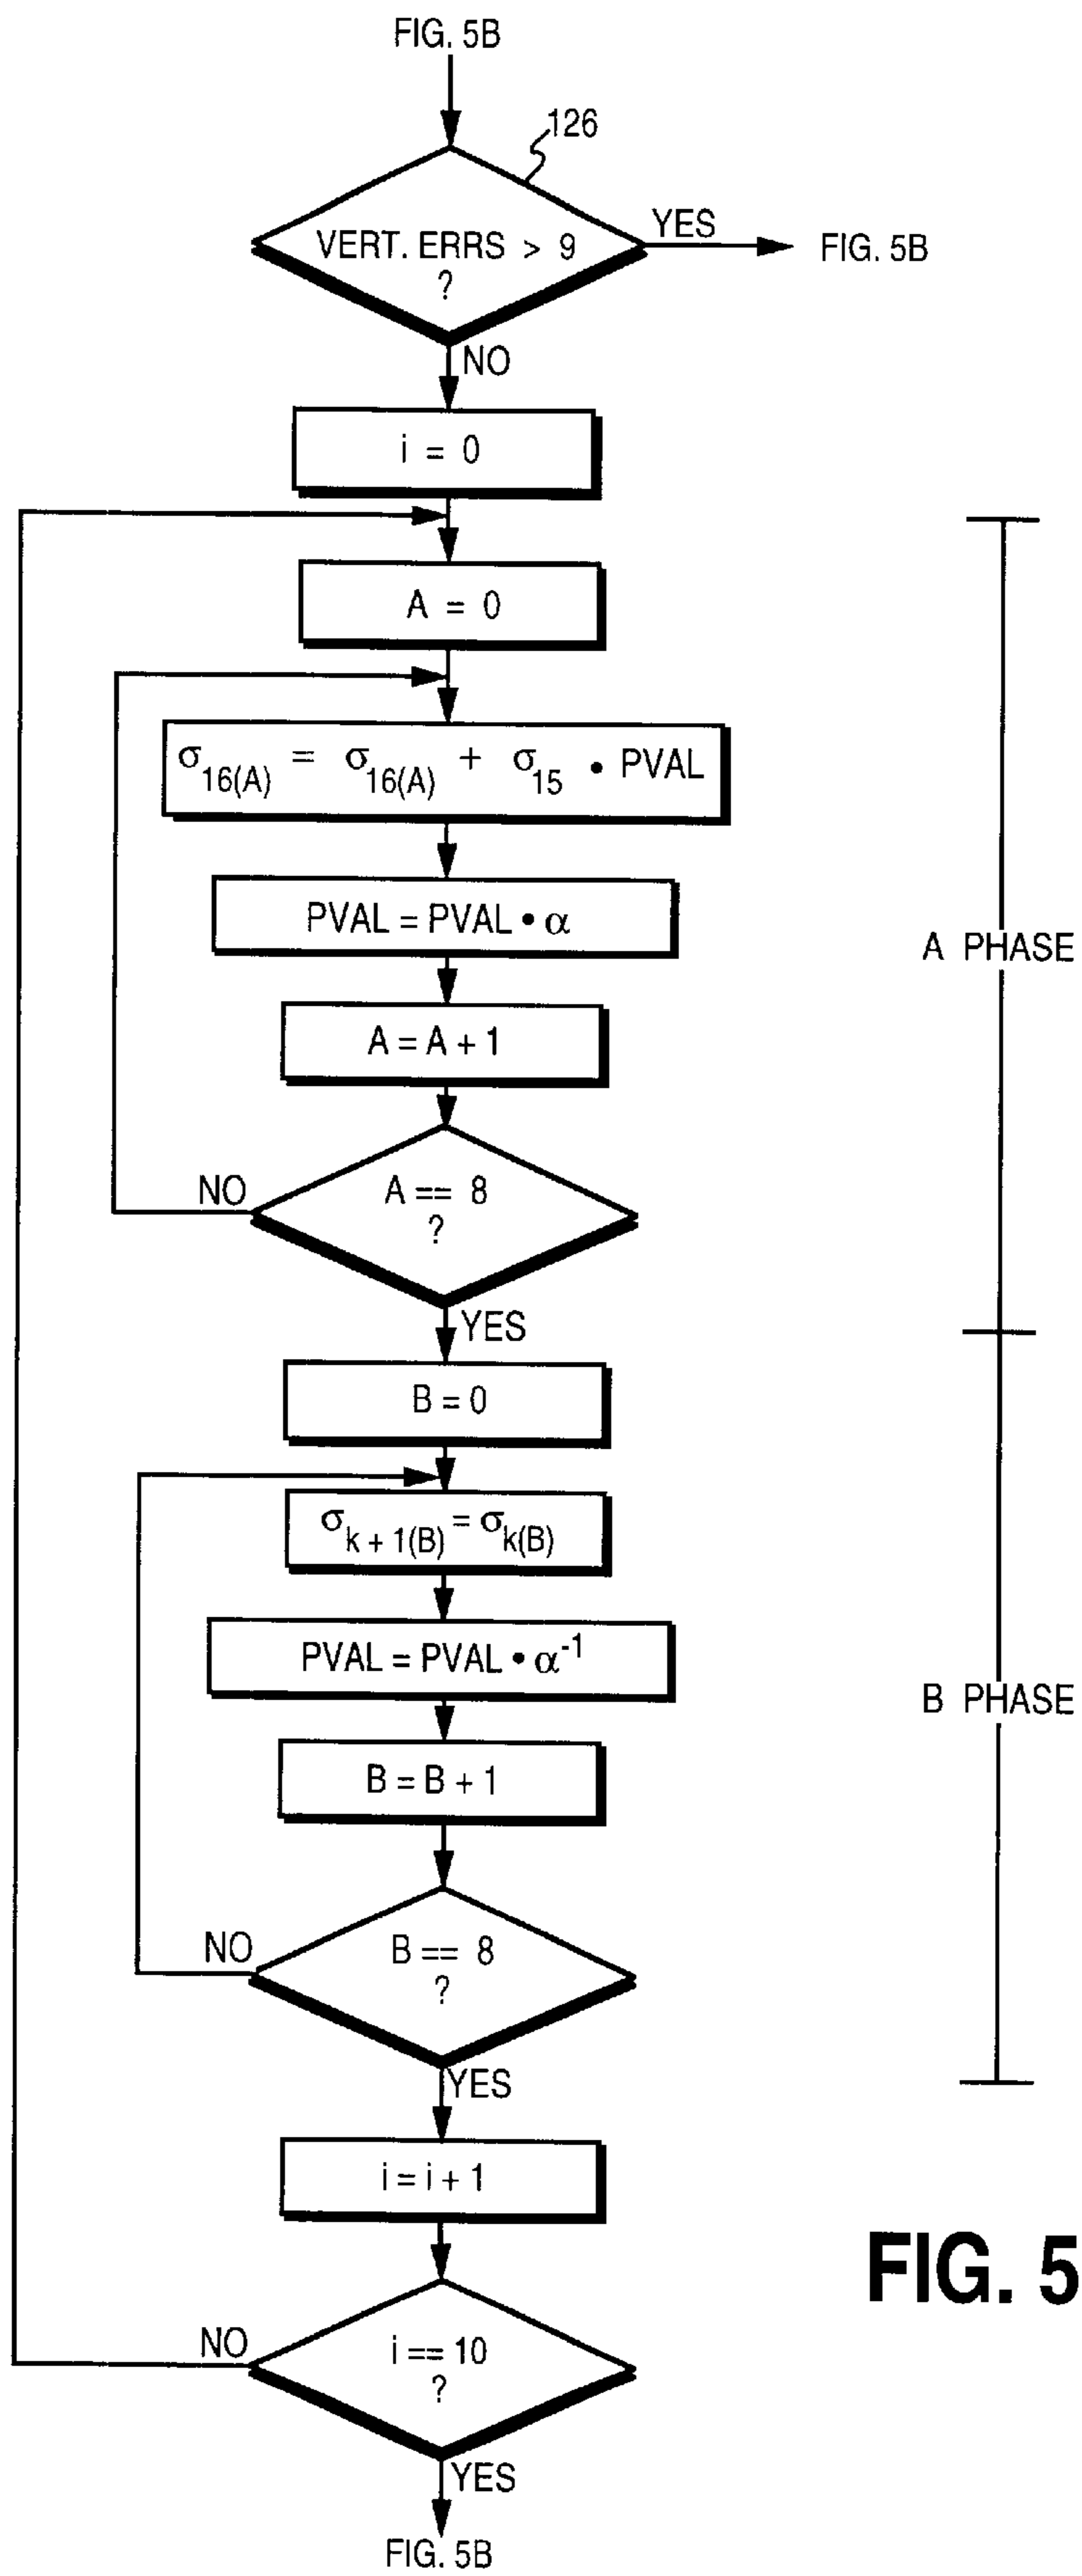 FIG. 5B
126
VERT. ERRS > 9
?
YES
FIG. 5B
NO
i = 0
A = 0
σ16(A) = σ16(A) + σ15 • PVAL
PVAL = PVAL • α
A PHASE
A = A + 1
NO
A == 8
?
YES
B = 0
σk + 1(B) = σk(B)
PVAL = PVAL • α-1
B PHASE
B = B + 1
NO
B == 8
?
YES
i = i + 1
FIG. 5
NO
i == 10
?
YES
FIG. 5B